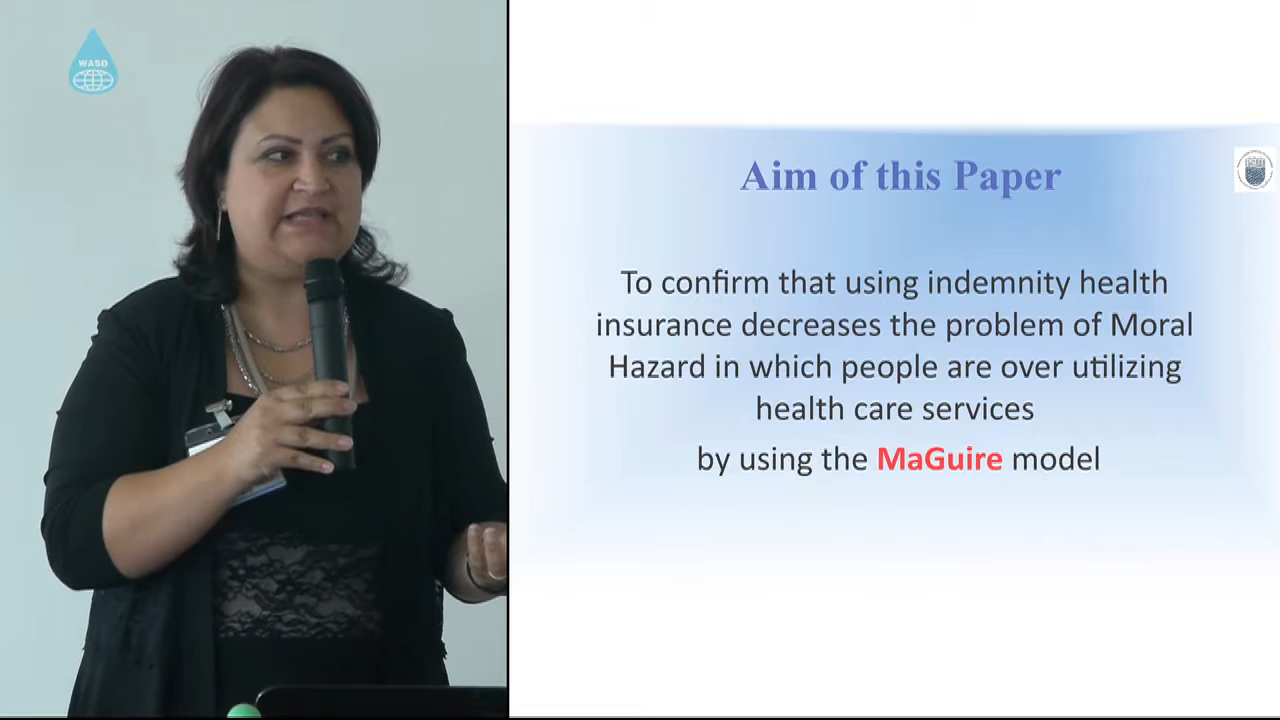 WASD
Aim of this Paper
To confirm that using indemnity health
insurance decreases the problem of Moral
Hazard in which people are over utilizing
health care services
by using the MaGuire model